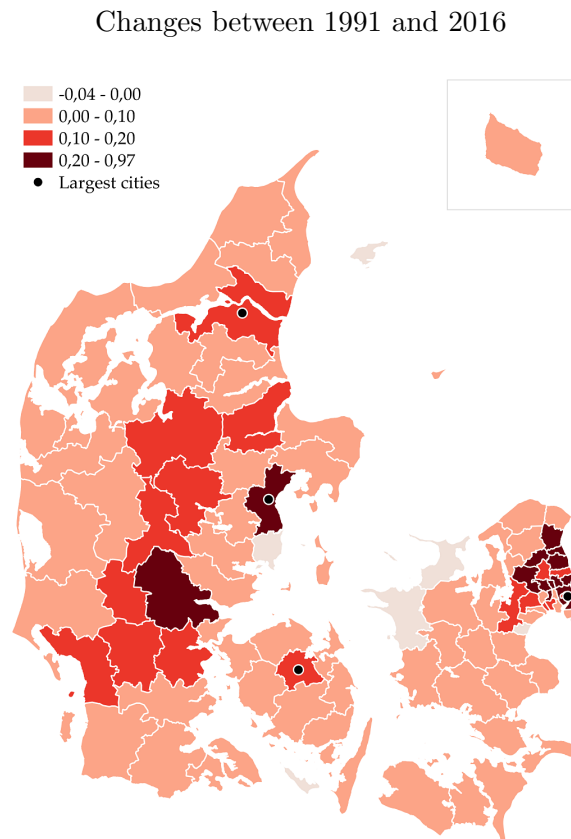 Changes between 1991 and 2016
-0,04 - 0,00
0,00 - 0,10
0,10 - 0,20
0,20 - 0,97
Largest cities